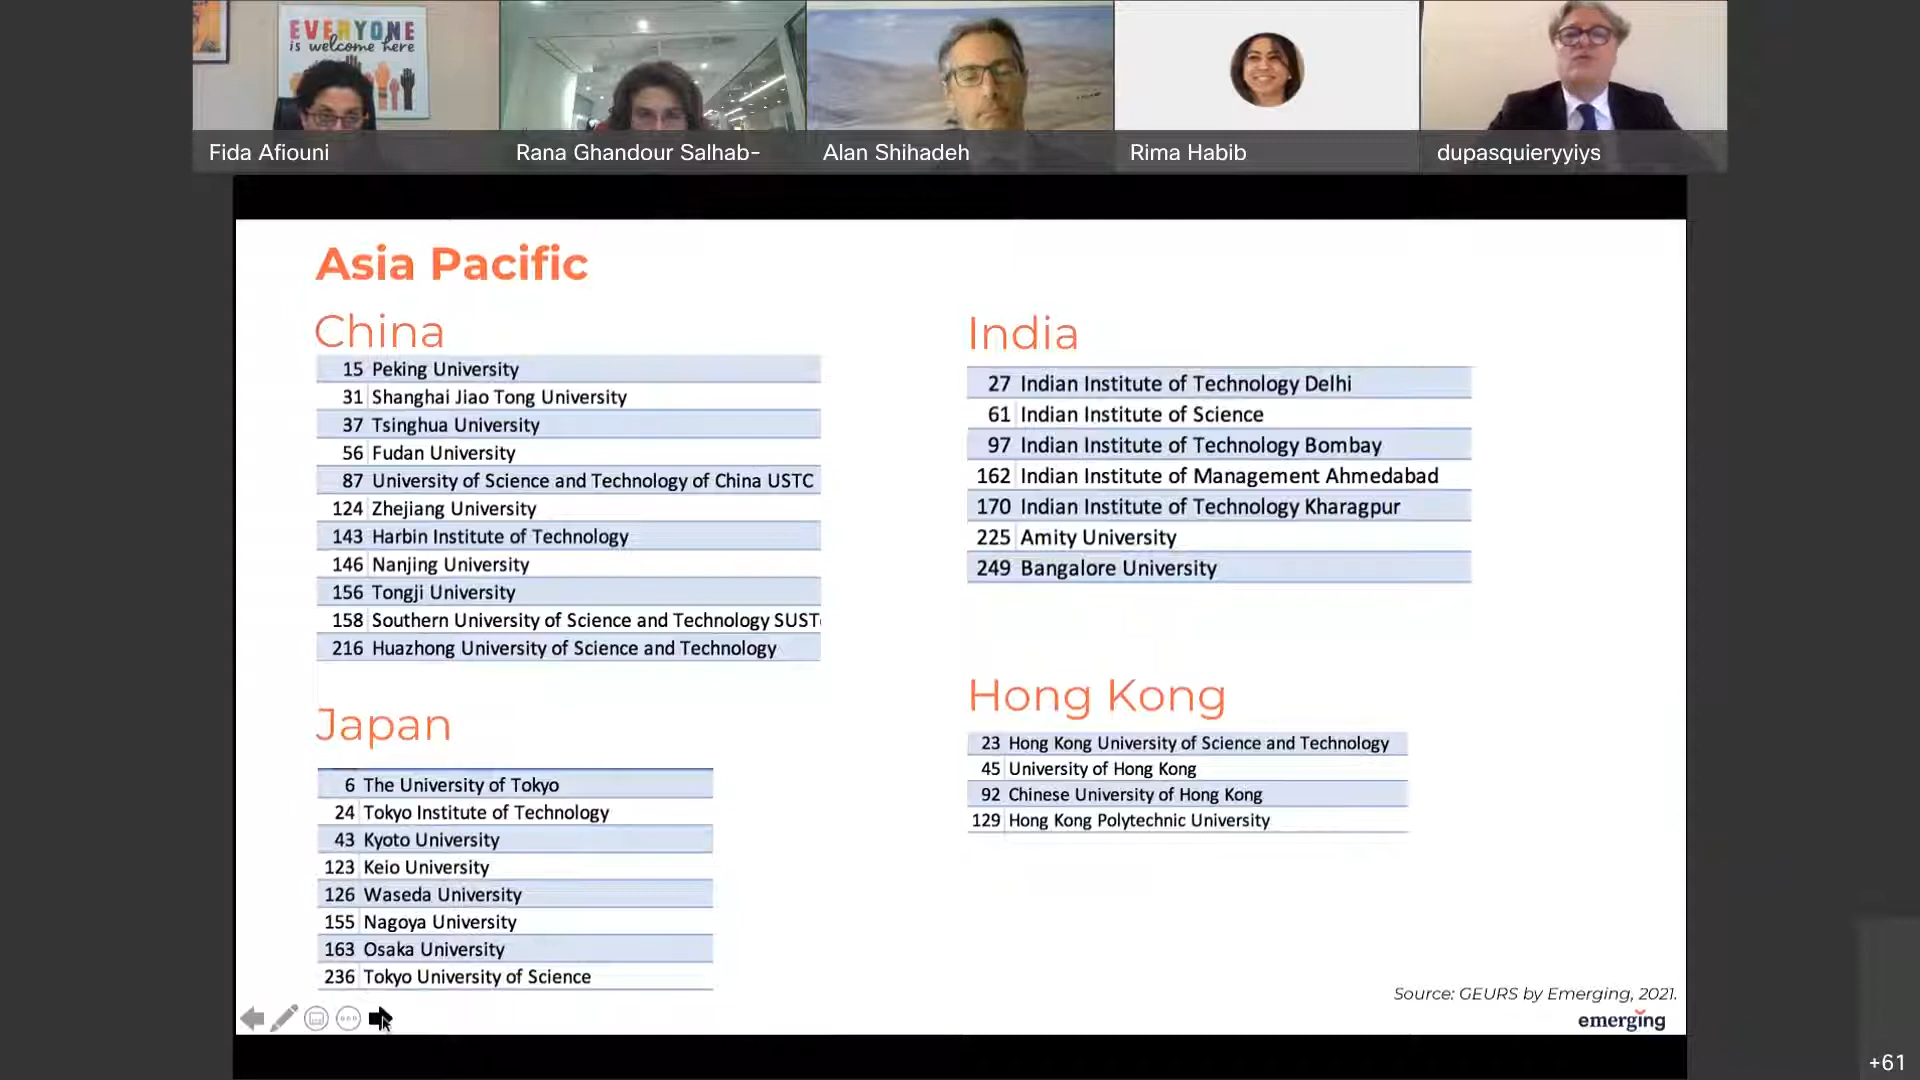 EVERYONE
is welcome here
Fida Afiouni
Rana Ghandour Salhab-
Alan Shihadeh
Rima Habib
dupasquieryyiys
Asia Pacific
China
15 Peking University
31 Shanghai Jiao Tong University
37 Tsinghua University
56 Fudan University
87 University of Science and Technology of China USTC
124 Zhejiang University
143 Harbin Institute of Technology
146 Nanjing University
156 Tongji University
158 Southern University of Science and Technology SUST
216 Huazhong University of Science and Technology
Japan
6 The University of Tokyo
24 Tokyo Institute of Technology
43 Kyoto University
123 Keio University
126 Waseda University
155 Nagoya University
163 Osaka University
236 Tokyo University of Science
India
27 Indian Institute of Technology Delhi
61 Indian Institute of Science
97 Indian Institute of Technology Bombay
162 Indian Institute of Management Ahmedabad
170 Indian Institute of Technology Kharagpur
225 Amity University
249 Bangalore University
Hong Kong
23 Hong Kong University of Science and Technology
45 University of Hong Kong
92 Chinese University of Hong Kong
129 Hong Kong Polytechnic University
Source: GEURS by Emerging, 2021.
emerging
+61